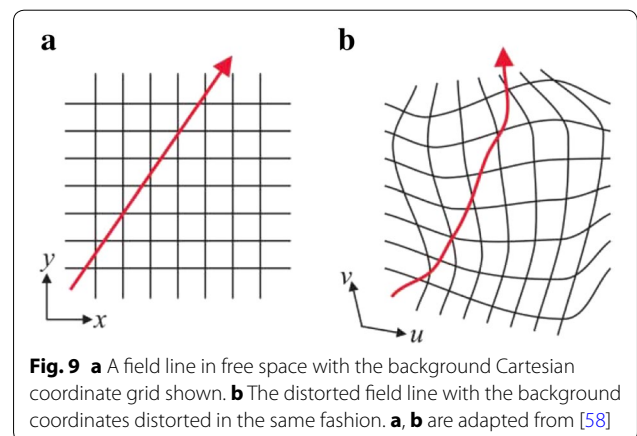 a
b
y
x
v
u
Fig. 9 a A field line in free space with the background Cartesian
coordinate grid shown. b The distorted field line with the background
coordinates distorted in the same fashion. a, b are adapted from [58]